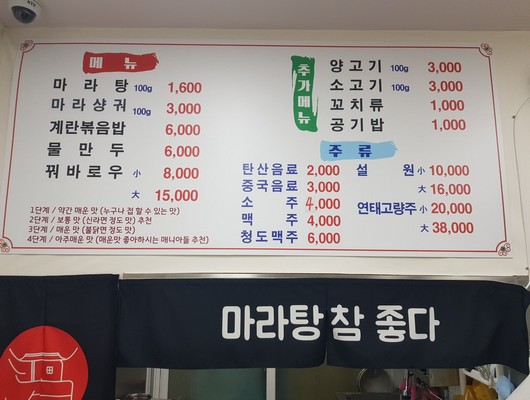 메 뉴
마 라 탕 100g 1,600
마 라 샹 궈 100g 3,000
계란볶음밥 6,000
물 만 두 6,000
꿔 바 로 우 小 8,000
大 15,000
1단계 / 약간 매운 맛 (누구나 접 할 수 있는 맛)
2단계 / 보통 맛 (신라면 정도 맛) 추천
3단계 / 매운 맛 (불닭면 정도 맛)
4단계 / 아주매운 맛 (매운맛 좋아하시는 매니아들 추천)
추가메뉴
양 고 기 100g 3,000
소 고 기 100g 3,000
꼬 치 류 1,000
공 기 밥 1,000
주 류
탄산음료 2,000
중국음료 3,000
소 주 4,000
맥 주 4,000
청도맥주 6,000
설 원 小 10,000
大 16,000
연태고량주 小 20,000
大 38,000
마라탕 참 좋다